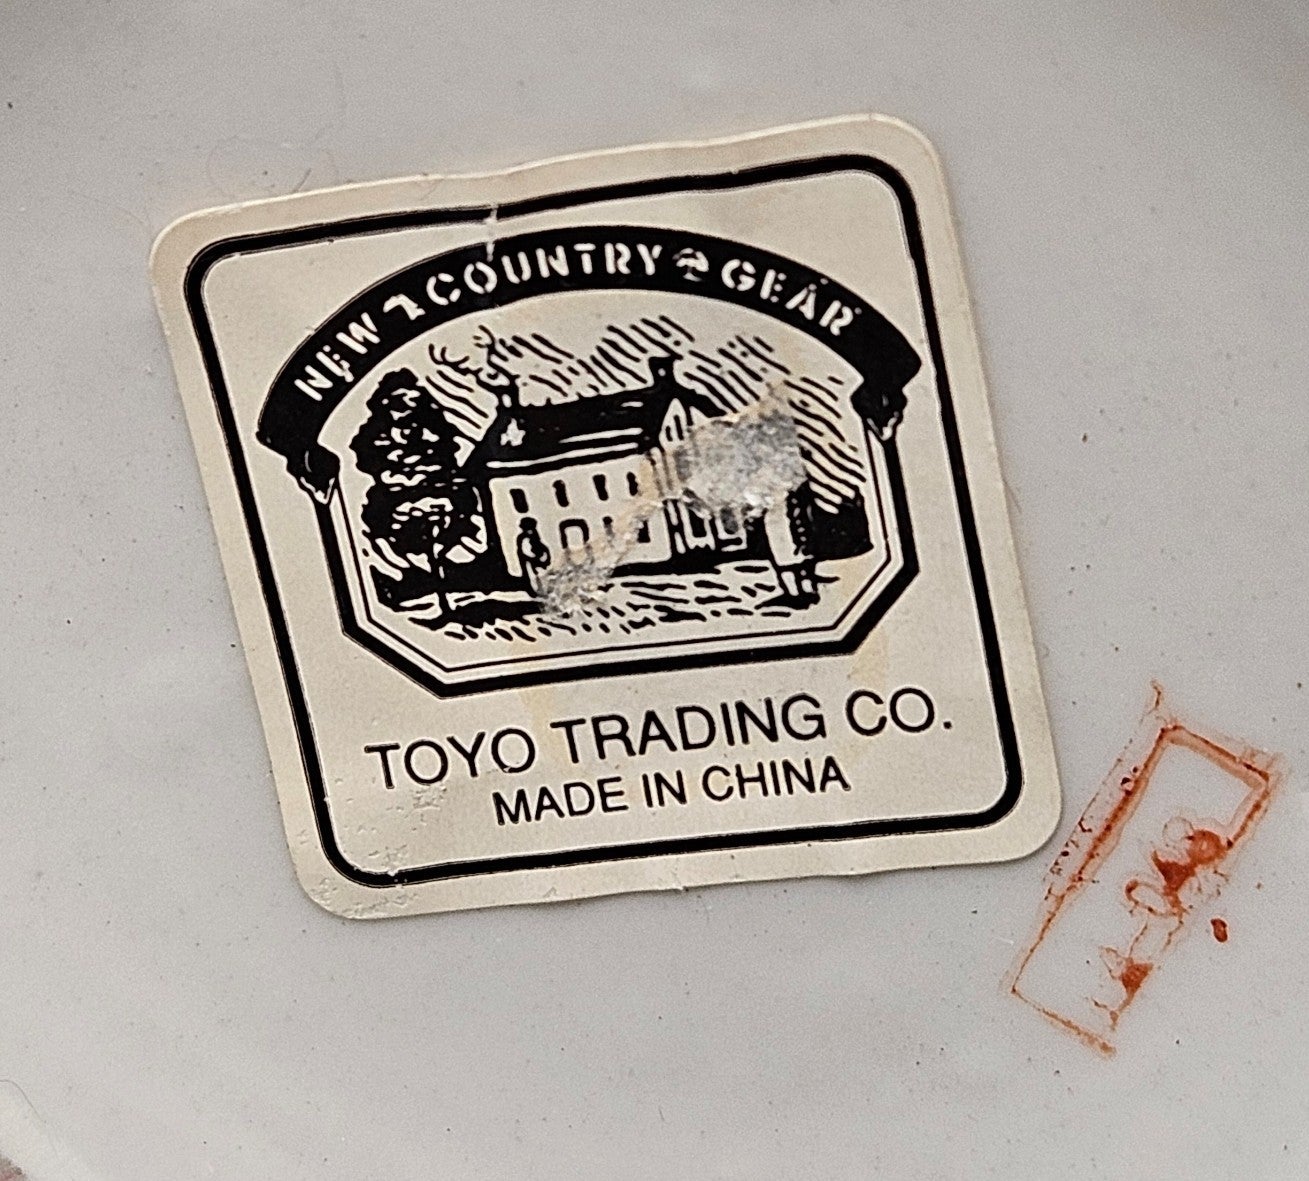 NEW COUNTRY GEAR
TOYO TRADING CO.
MADE IN CHINA